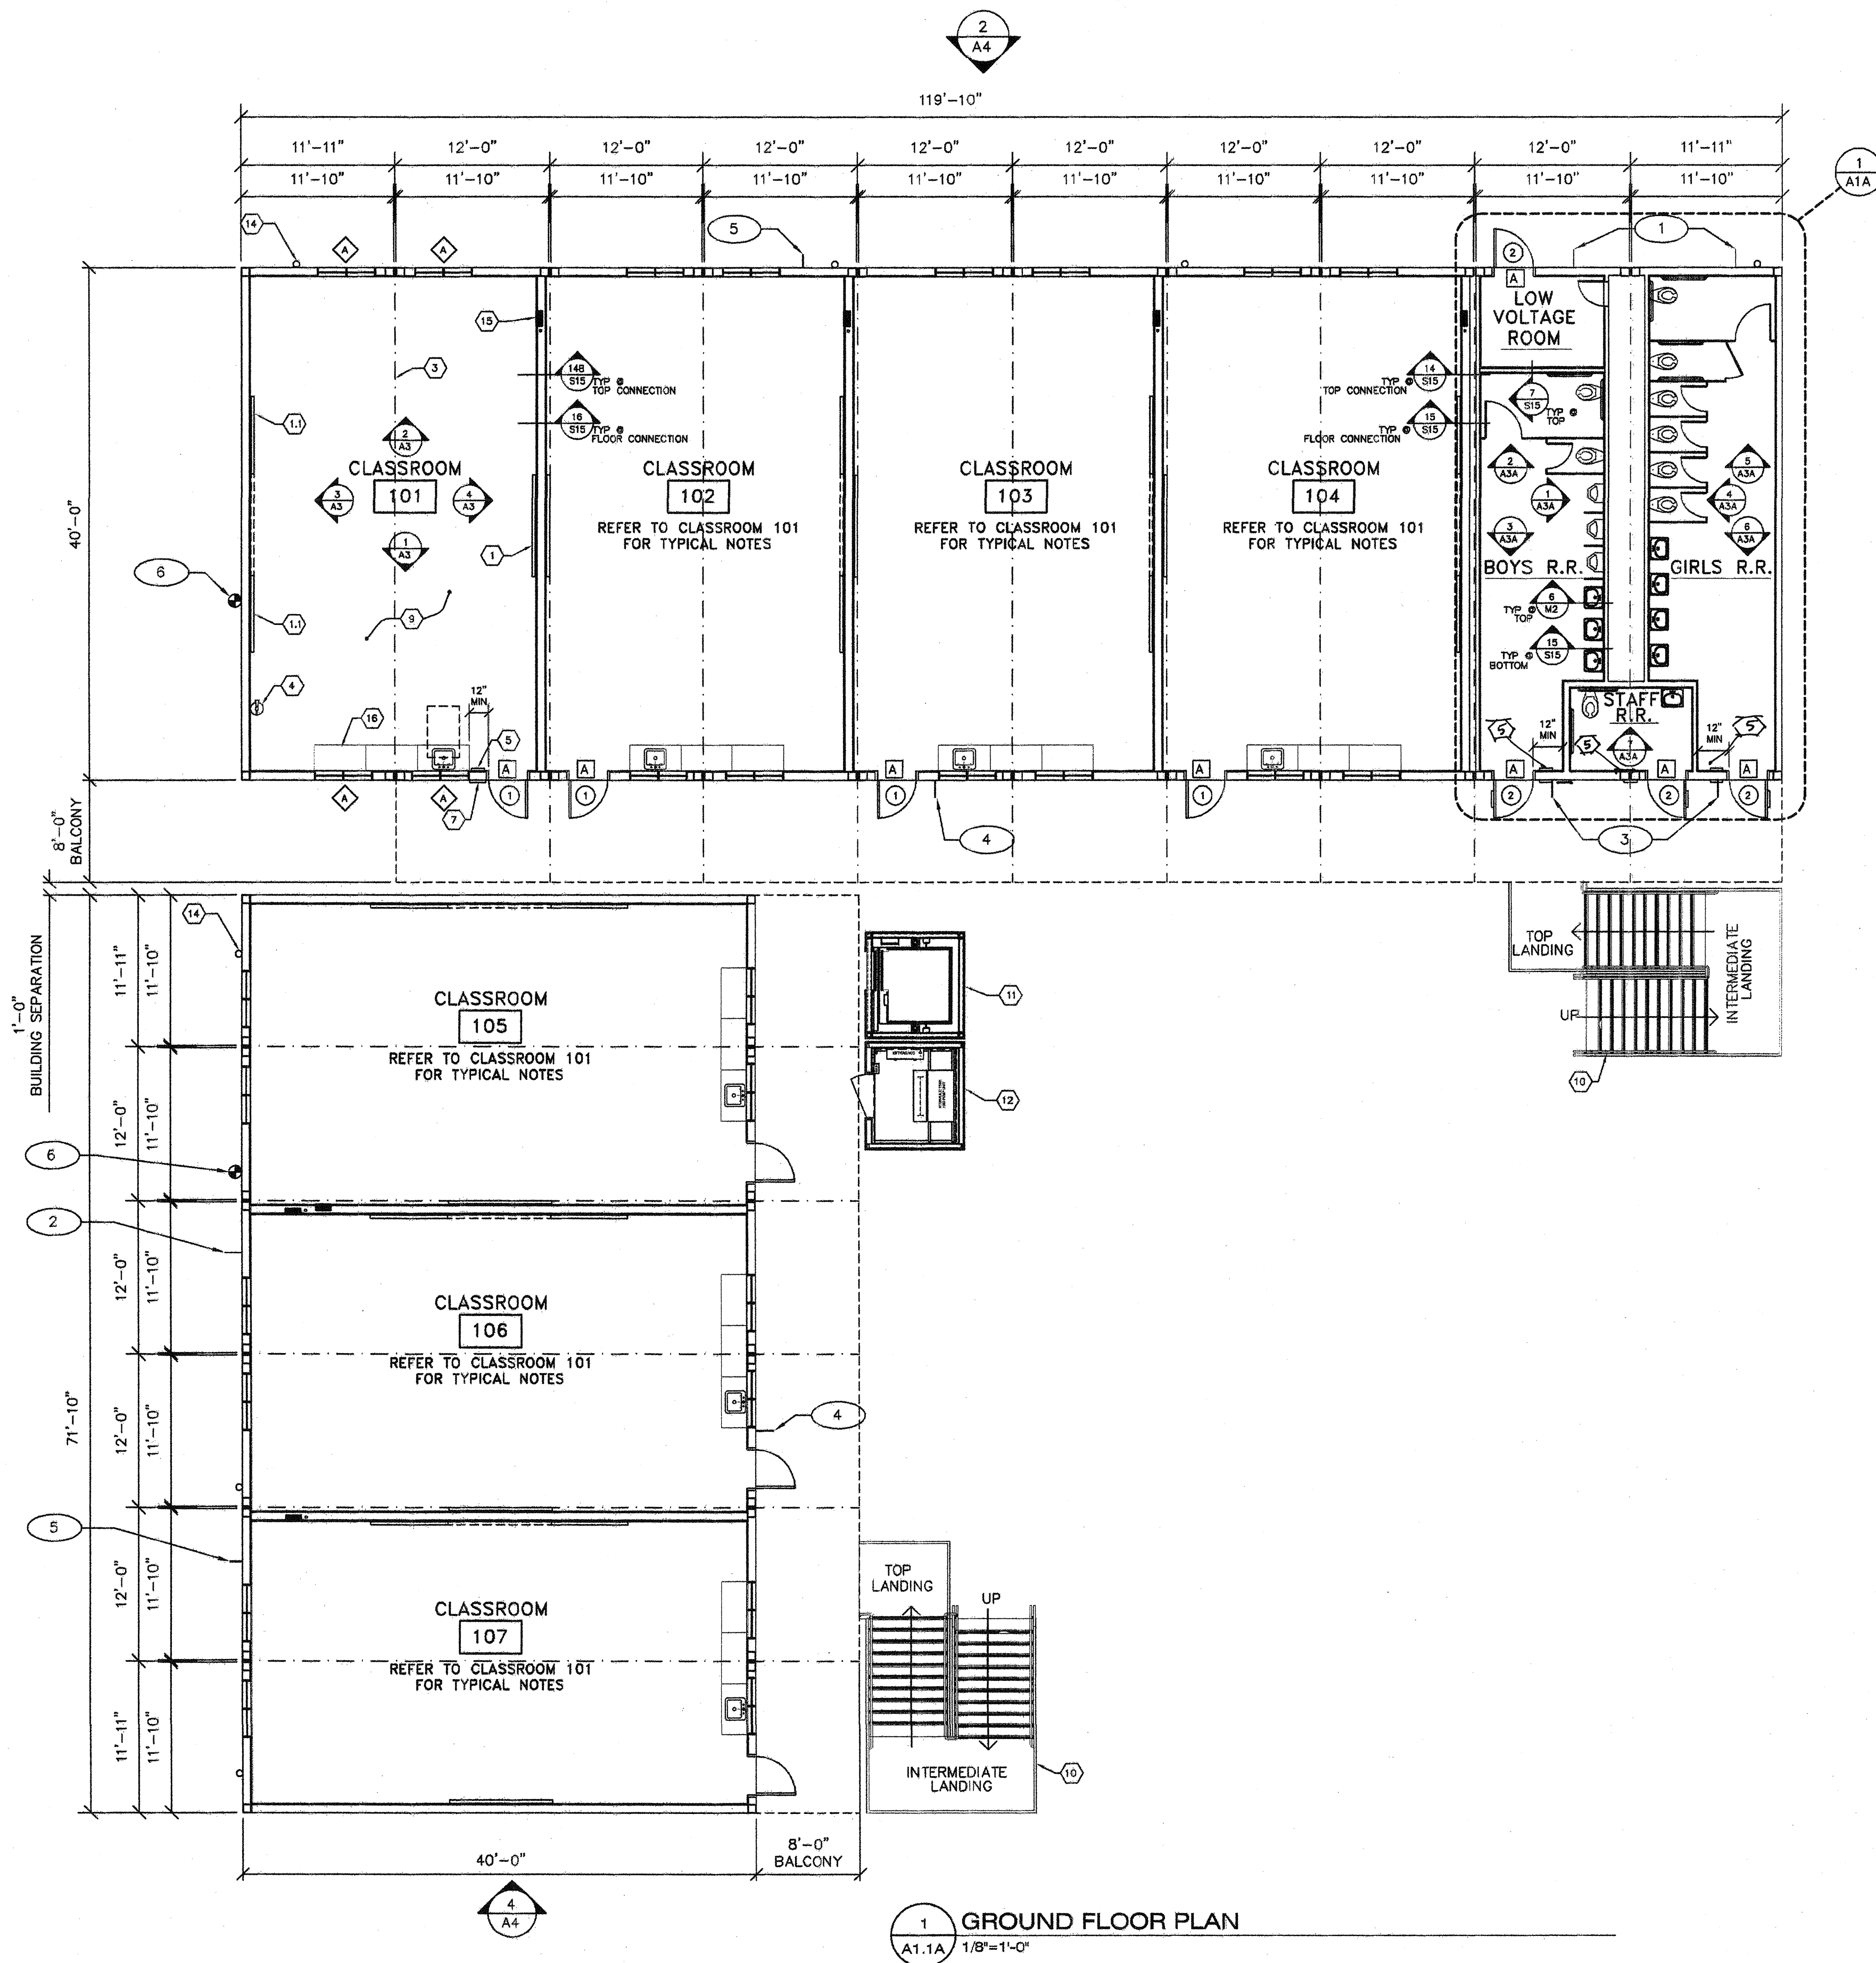 2
A4
119'-10"
11'-11" 12'-0" 12'-0" 12'-0" 12'-0" 12'-0" 12'-0" 12'-0" 12'-0" 11'-11"
11'-10" 11'-10" 11'-10" 11'-10" 11'-10" 11'-10" 11'-10" 11'-10" 11'-10" 11'-10"
1
A1A
14
A
A
5
1
2
A
LOW
VOLTAGE
ROOM
15
3
14B
S15
TYP @
TOP CONNECTION
16
S15
TYP @
FLOOR CONNECTION
14
S15
TYP @
TOP CONNECTION
15
S15
TYP @
FLOOR CONNECTION
7
S15
TYP @
TOP
1.1
2
A3
3
A3
4
A3
1
A3
CLASSROOM
101
CLASSROOM
102
REFER TO CLASSROOM 101
FOR TYPICAL NOTES
CLASSROOM
103
REFER TO CLASSROOM 101
FOR TYPICAL NOTES
CLASSROOM
104
REFER TO CLASSROOM 101
FOR TYPICAL NOTES
2
A3A
1
A3A
3
A3A
5
A3A
4
A3A
6
A3A
BOYS R.R.
GIRLS R.R.
40'-0"
1
6
1.1
9
4
16
12"
MIN
5
TYP @
TOP
6
M2
TYP @
BOTTOM
15
S15
STAFF
R.R.
7
A3A
5
12"
MIN
5
12"
MIN
5
A
A
A
A
A
A
A
A
A
7
1
1
1
1
2
2
2
4
3
8'-0"
BALCONY
1'-0"
BUILDING SEPARATION
14
11'-11"
11'-10"
CLASSROOM
105
REFER TO CLASSROOM 101
FOR TYPICAL NOTES
11
12
TOP
LANDING
INTERMEDIATE
LANDING
UP
10
12'-0"
11'-10"
6
2
12'-0"
11'-10"
CLASSROOM
106
REFER TO CLASSROOM 101
FOR TYPICAL NOTES
4
71'-10"
12'-0"
11'-10"
5
12'-0"
11'-10"
CLASSROOM
107
REFER TO CLASSROOM 101
FOR TYPICAL NOTES
11'-11"
11'-10"
TOP
LANDING
UP
INTERMEDIATE
LANDING
10
40'-0"
8'-0"
BALCONY
4
A4
1
A1.1A
GROUND FLOOR PLAN
1/8"=1'-0"